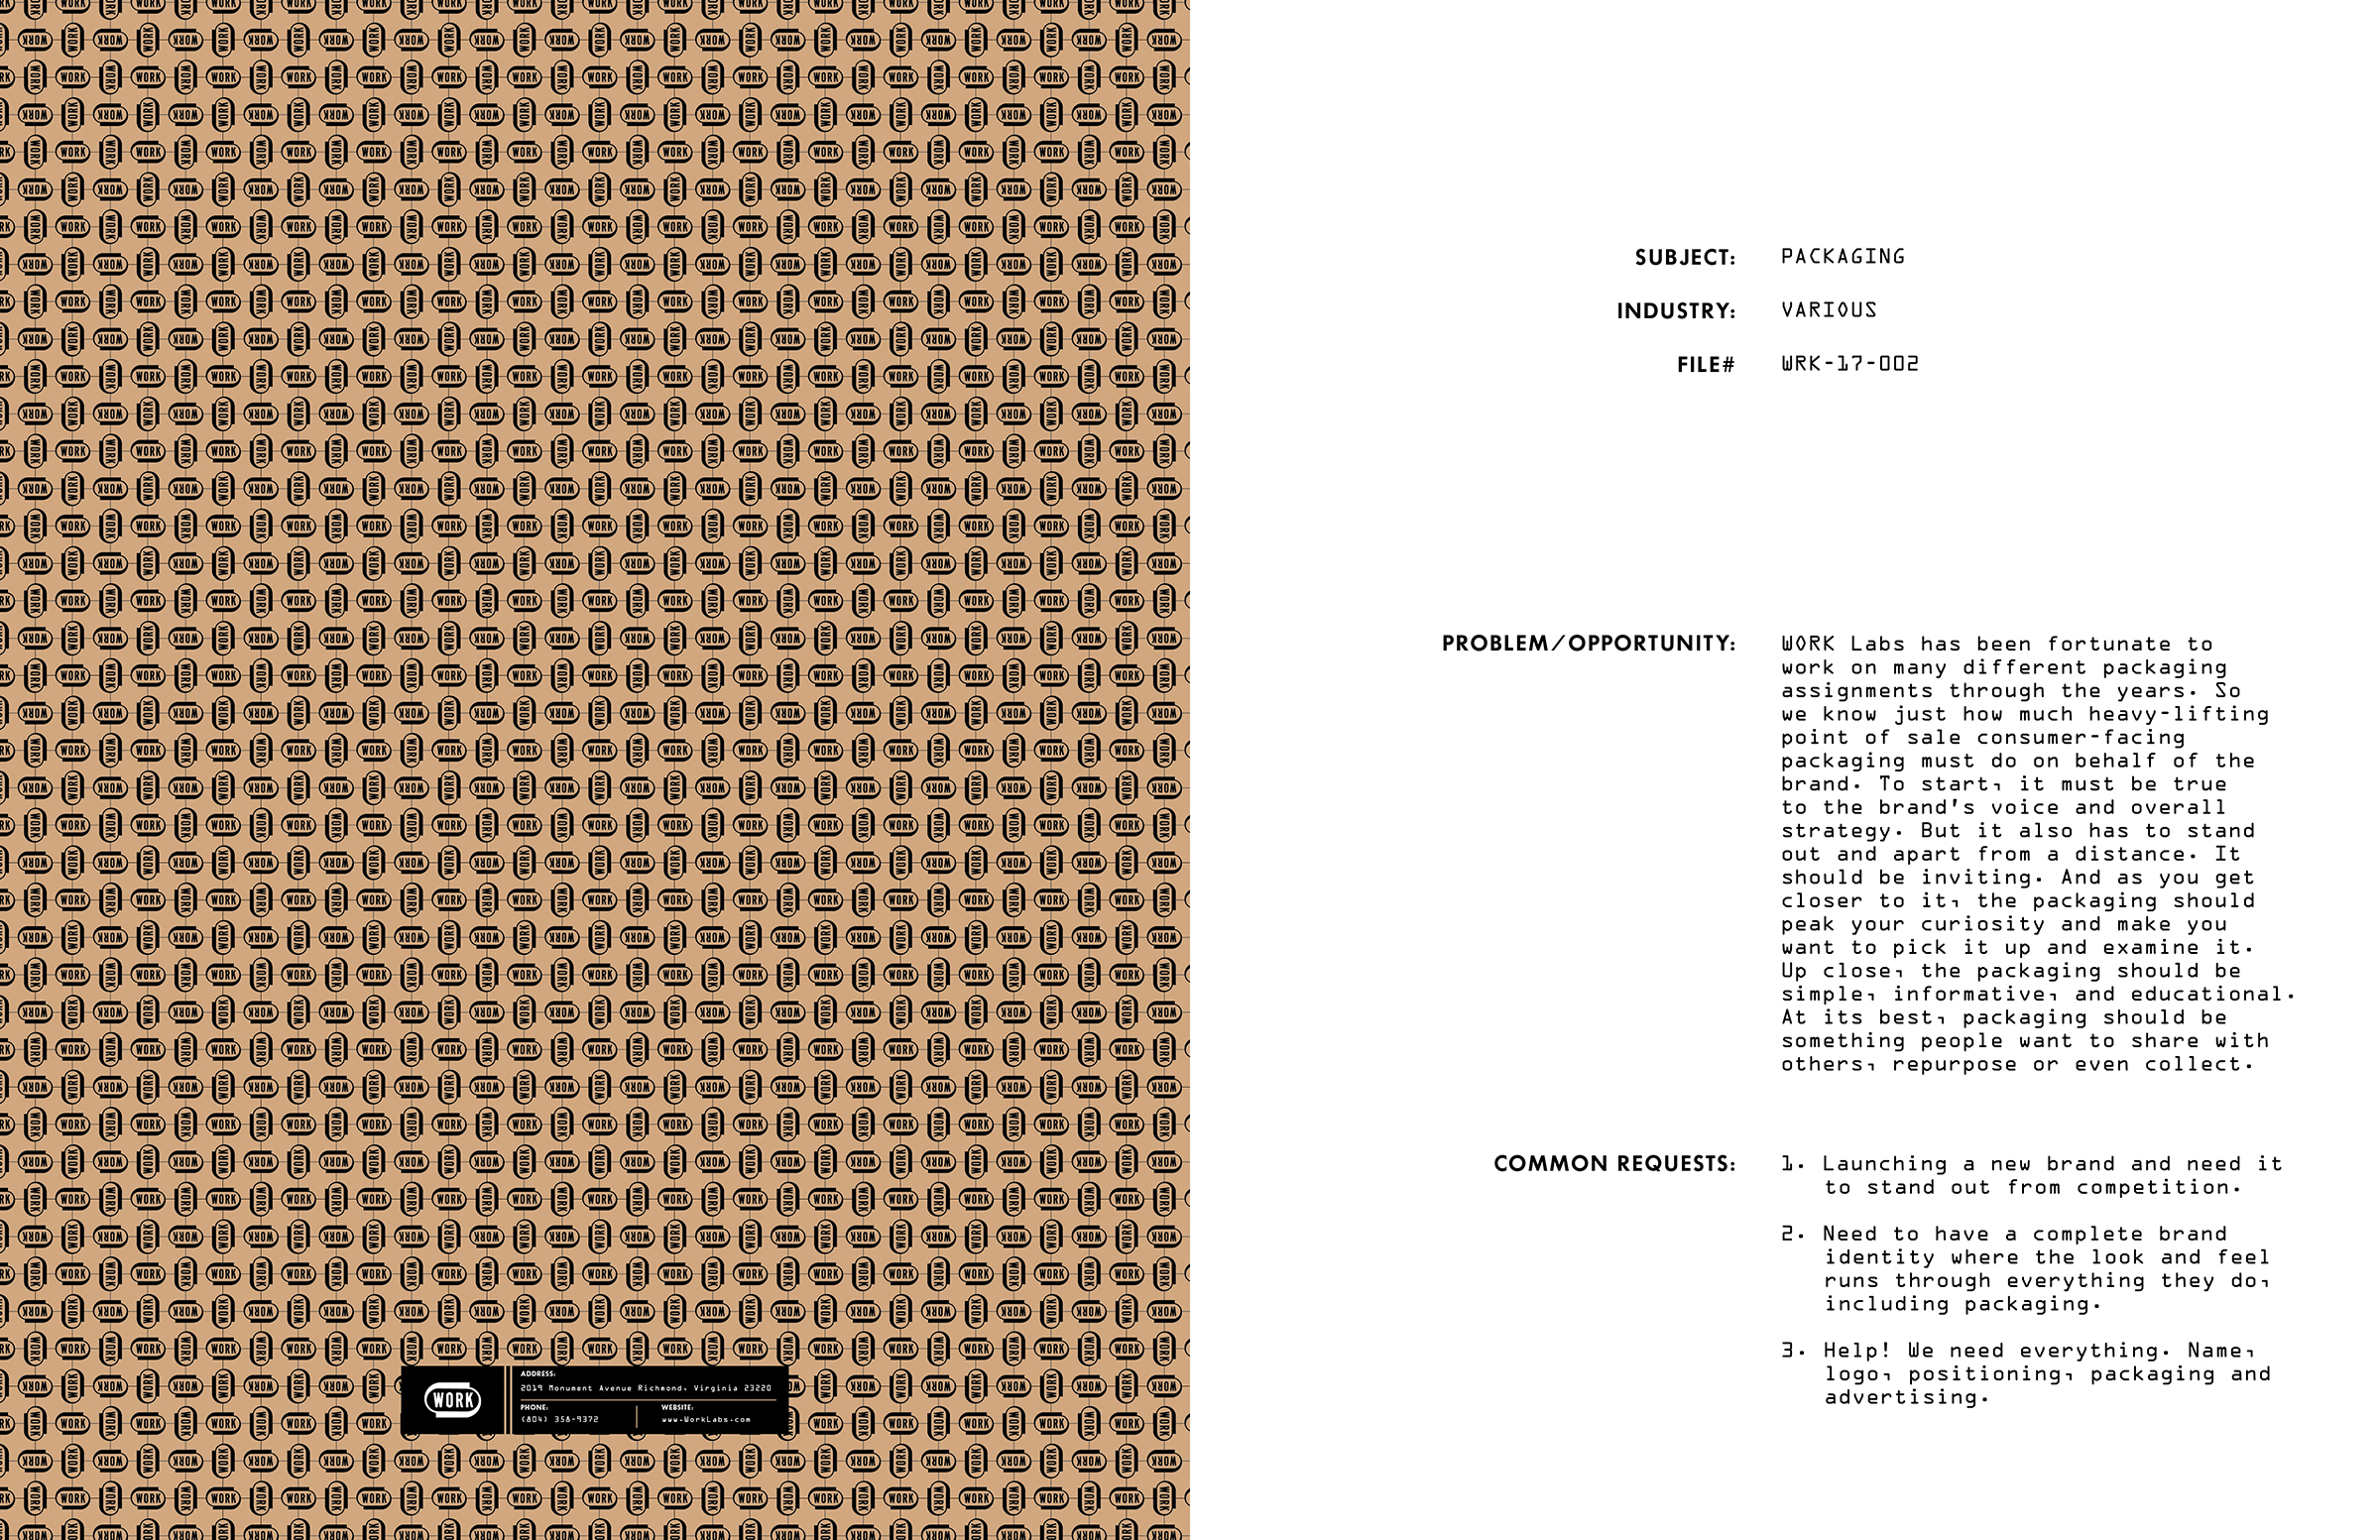 WORK
ADDRESS:
2019 Monument Avenue Richmond, Virginia 23220
PHONE:
(804) 358-9372
WEBSITE:
www.WorkLabs.com
SUBJECT: PACKAGING
INDUSTRY: VARIOUS
FILE# WRK-17-002
PROBLEM/OPPORTUNITY: WORK Labs has been fortunate to
work on many different packaging
assignments through the years. So
we know just how much heavy-lifting
point of sale consumer-facing
packaging must do on behalf of the
brand. To start, it must be true
to the brand's voice and overall
strategy. But it also has to stand
out and apart from a distance. It
should be inviting. And as you get
closer to it, the packaging should
peak your curiosity and make you
want to pick it up and examine it.
Up close, the packaging should be
simple, informative, and educational.
At its best, packaging should be
something people want to share with
others, repurpose or even collect.
COMMON REQUESTS: 1. Launching a new brand and need it
to stand out from competition.
2. Need to have a complete brand
identity where the look and feel
runs through everything they do,
including packaging.
3. Help! We need everything. Name,
logo, positioning, packaging and
advertising.